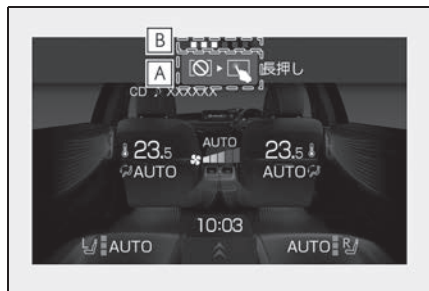 B
A 長押し
CD ♪ XXXXXX
AUTO
23.5 23.5
AUTO AUTO
10:03
L AUTO AUTO R